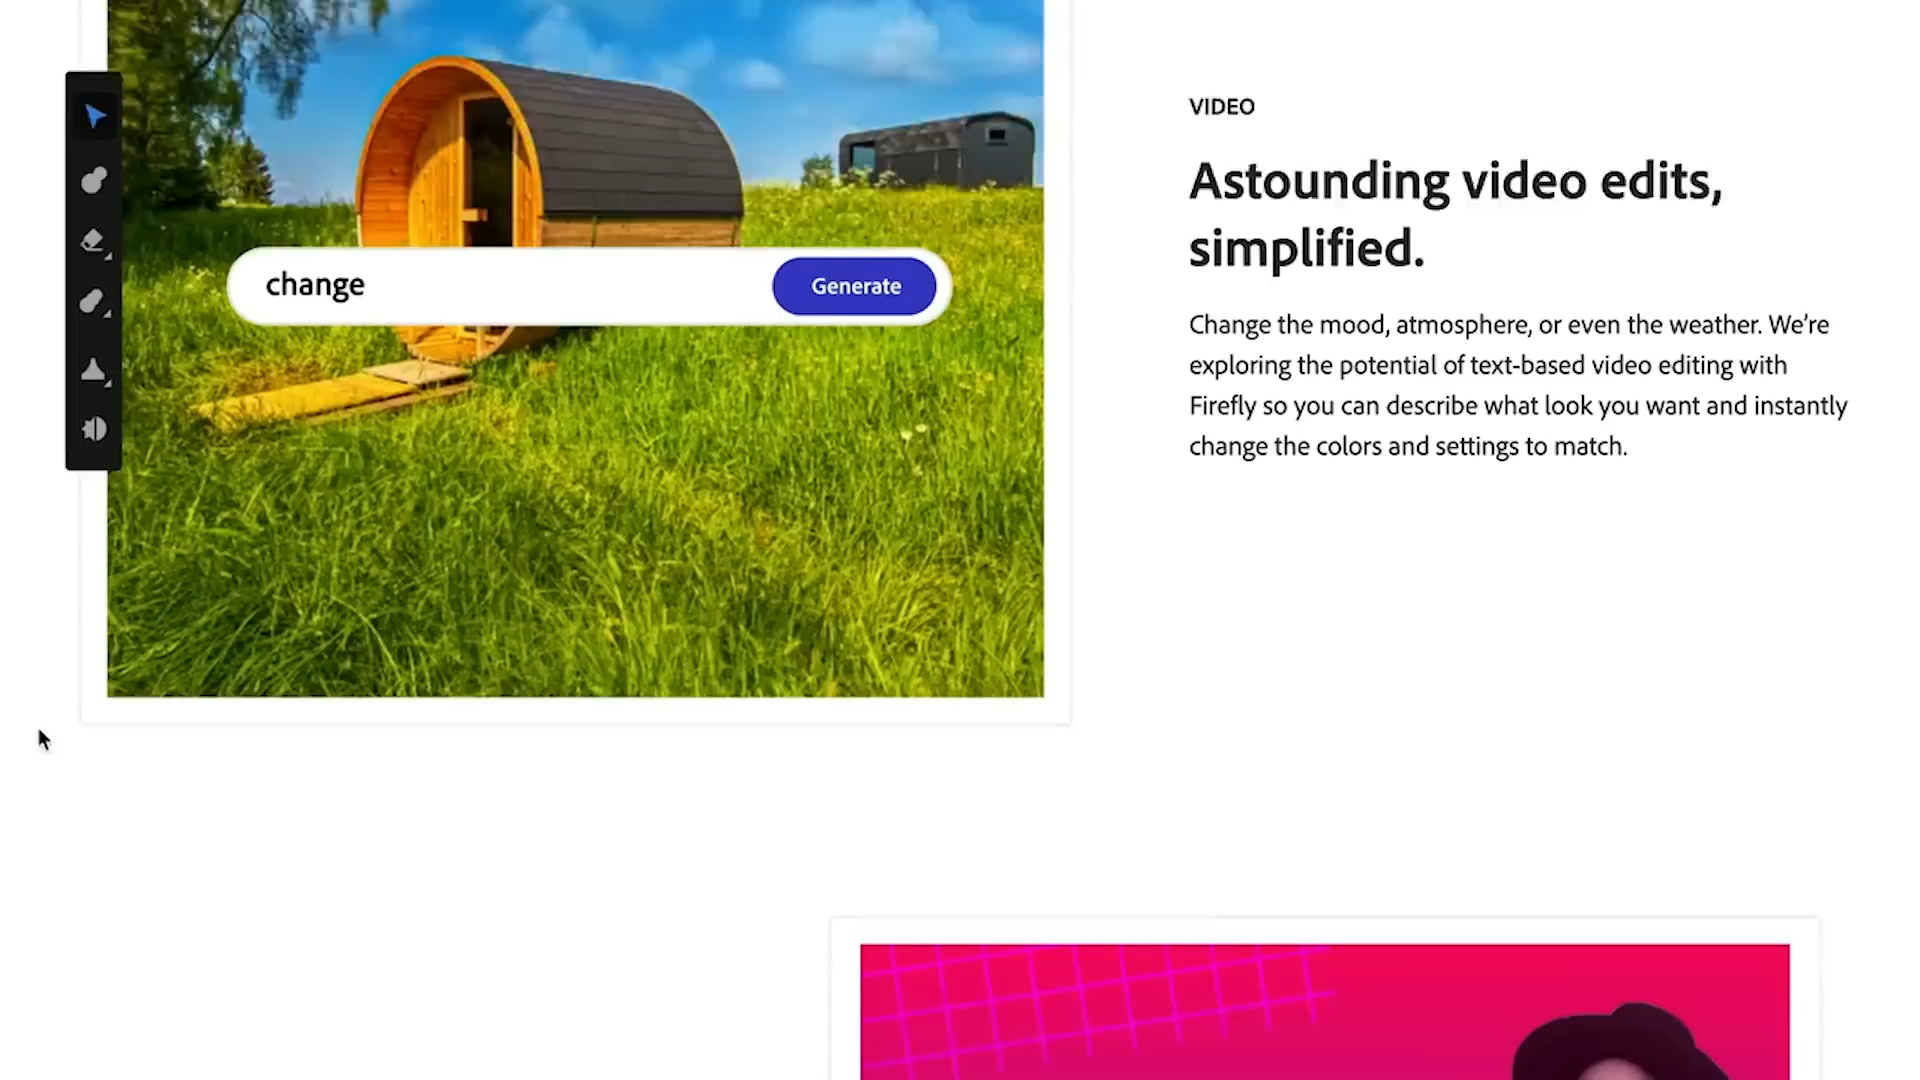 change
Generate
VIDEO
Astounding video edits,
simplified.
Change the mood, atmosphere, or even the weather. We’re
exploring the potential of text-based video editing with
Firefly so you can describe what look you want and instantly
change the colors and settings to match.